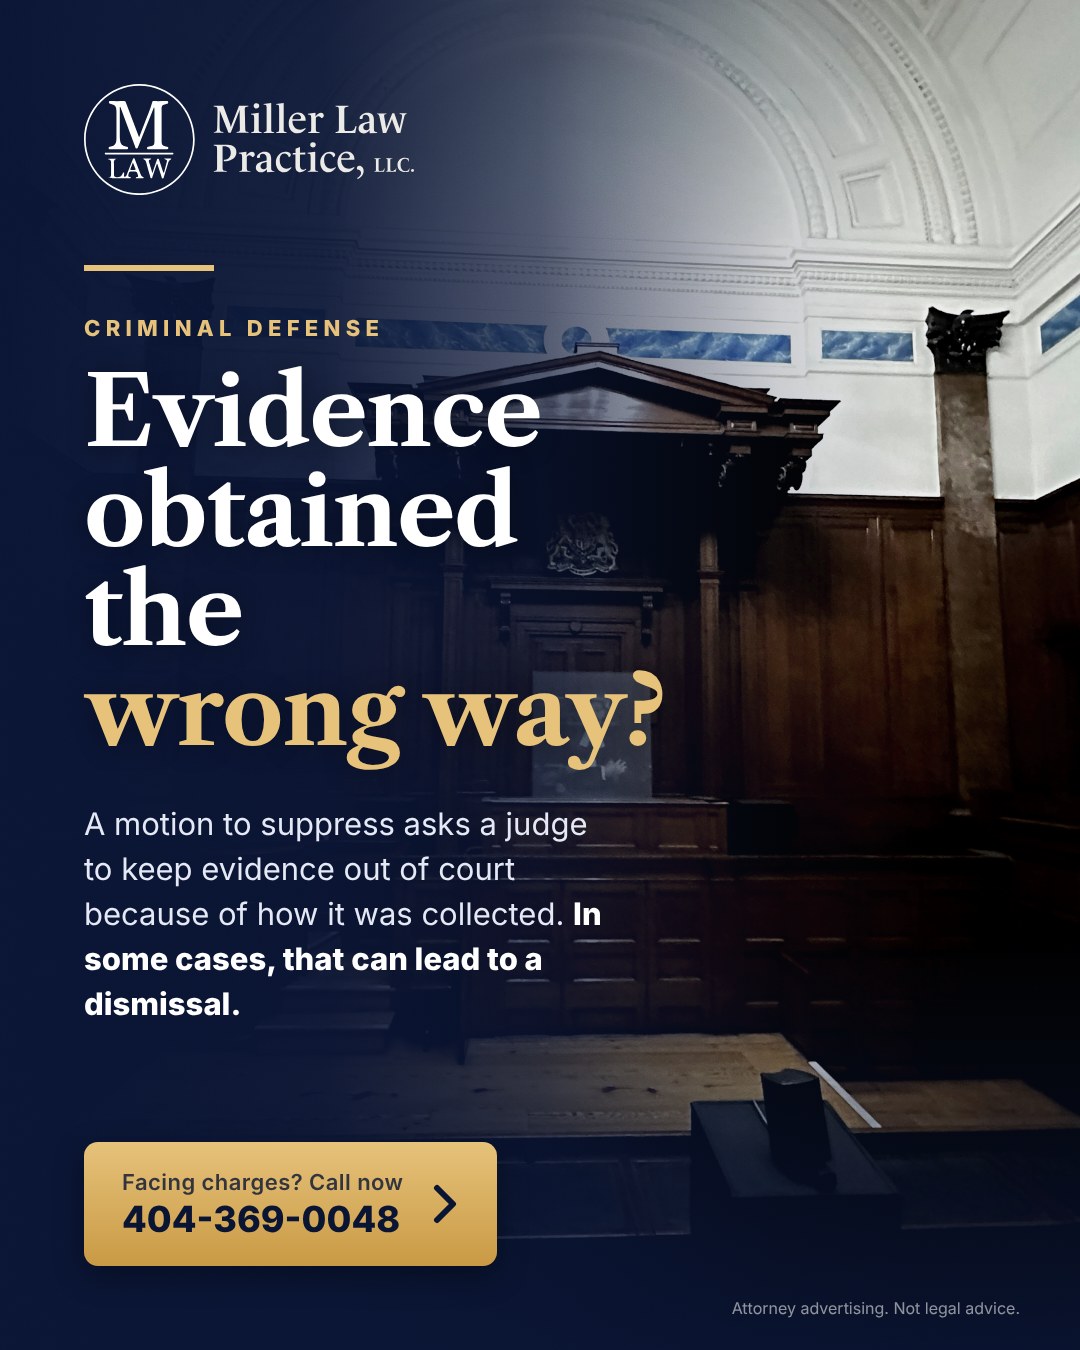 M
LAW
Miller Law
Practice, LLC.
CRIMINAL DEFENSE
Evidence
obtained
the
wrong way?
A motion to suppress asks a judge
to keep evidence out of court
because of how it was collected. In
some cases, that can lead to a
dismissal.
Facing charges? Call now
404-369-0048
Attorney advertising. Not legal advice.